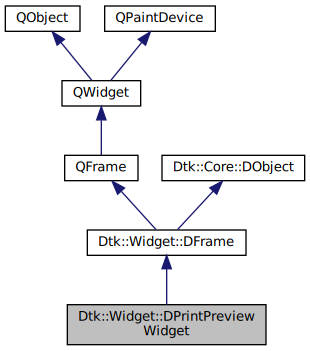 QObject
QPaintDevice
QWidget
QFrame
Dtk::Core::DObject
Dtk::Widget::DFrame
Dtk::Widget::DPrintPreview
Widget